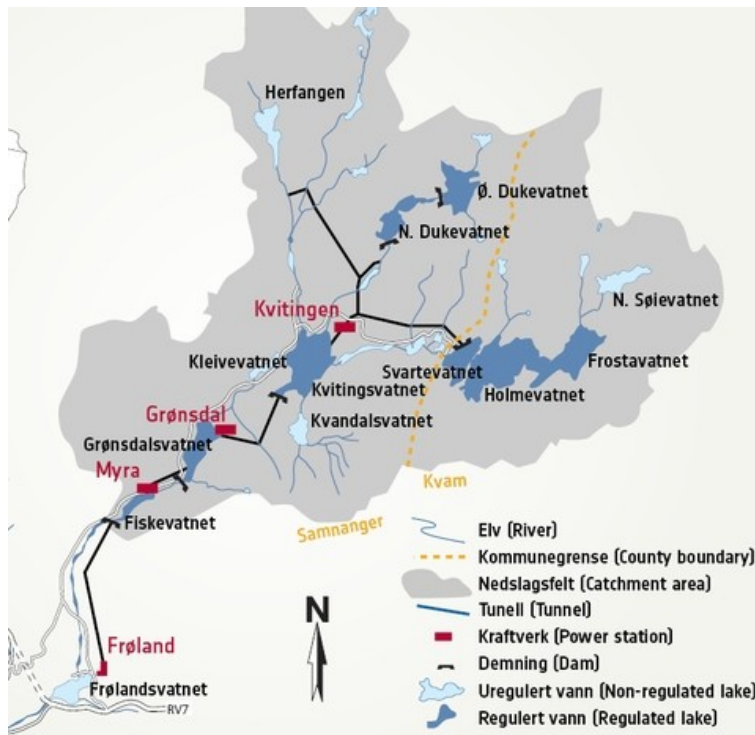 Herfangen
Ø. Dukevatnet
N. Dukevatnet
N. Søievatnet
Kvitingen
Kleivevatnet
Svartevatnet
Frostavatnet
Kvitingsvatnet
Holmevatnet
Grønsdal
Kvandalsvatnet
Grønsdalsvatnet
Myra
Kvam
Fiskevatnet
Samnanger
Elv (River)
Kommunegrense (County boundary)
Nedslagsfelt (Catchment area)
N
Tunell (Tunnel)
Kraftverk (Power station)
Frøland
Demning (Dam)
Frølandsvatnet
Uregulert vann (Non-regulated lake)
RV7
Regulert vann (Regulated lake)